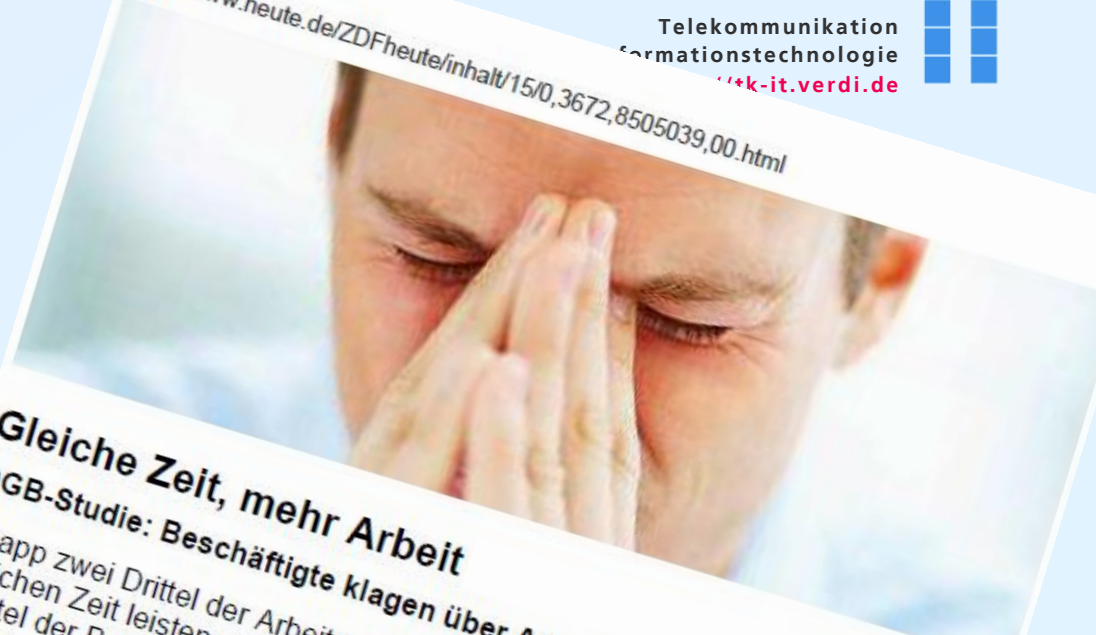 Telekommunikation
formationstechnologie
//tk-it.verdi.de
w.heute.de/ZDFheute/inhalt/15/0,3672,8505039,00.html
Gleiche Zeit, mehr Arbeit
GB-Studie: Beschäftigte klagen über
app zwei Drittel der Arbeit
chen Zeit leisten
tel der